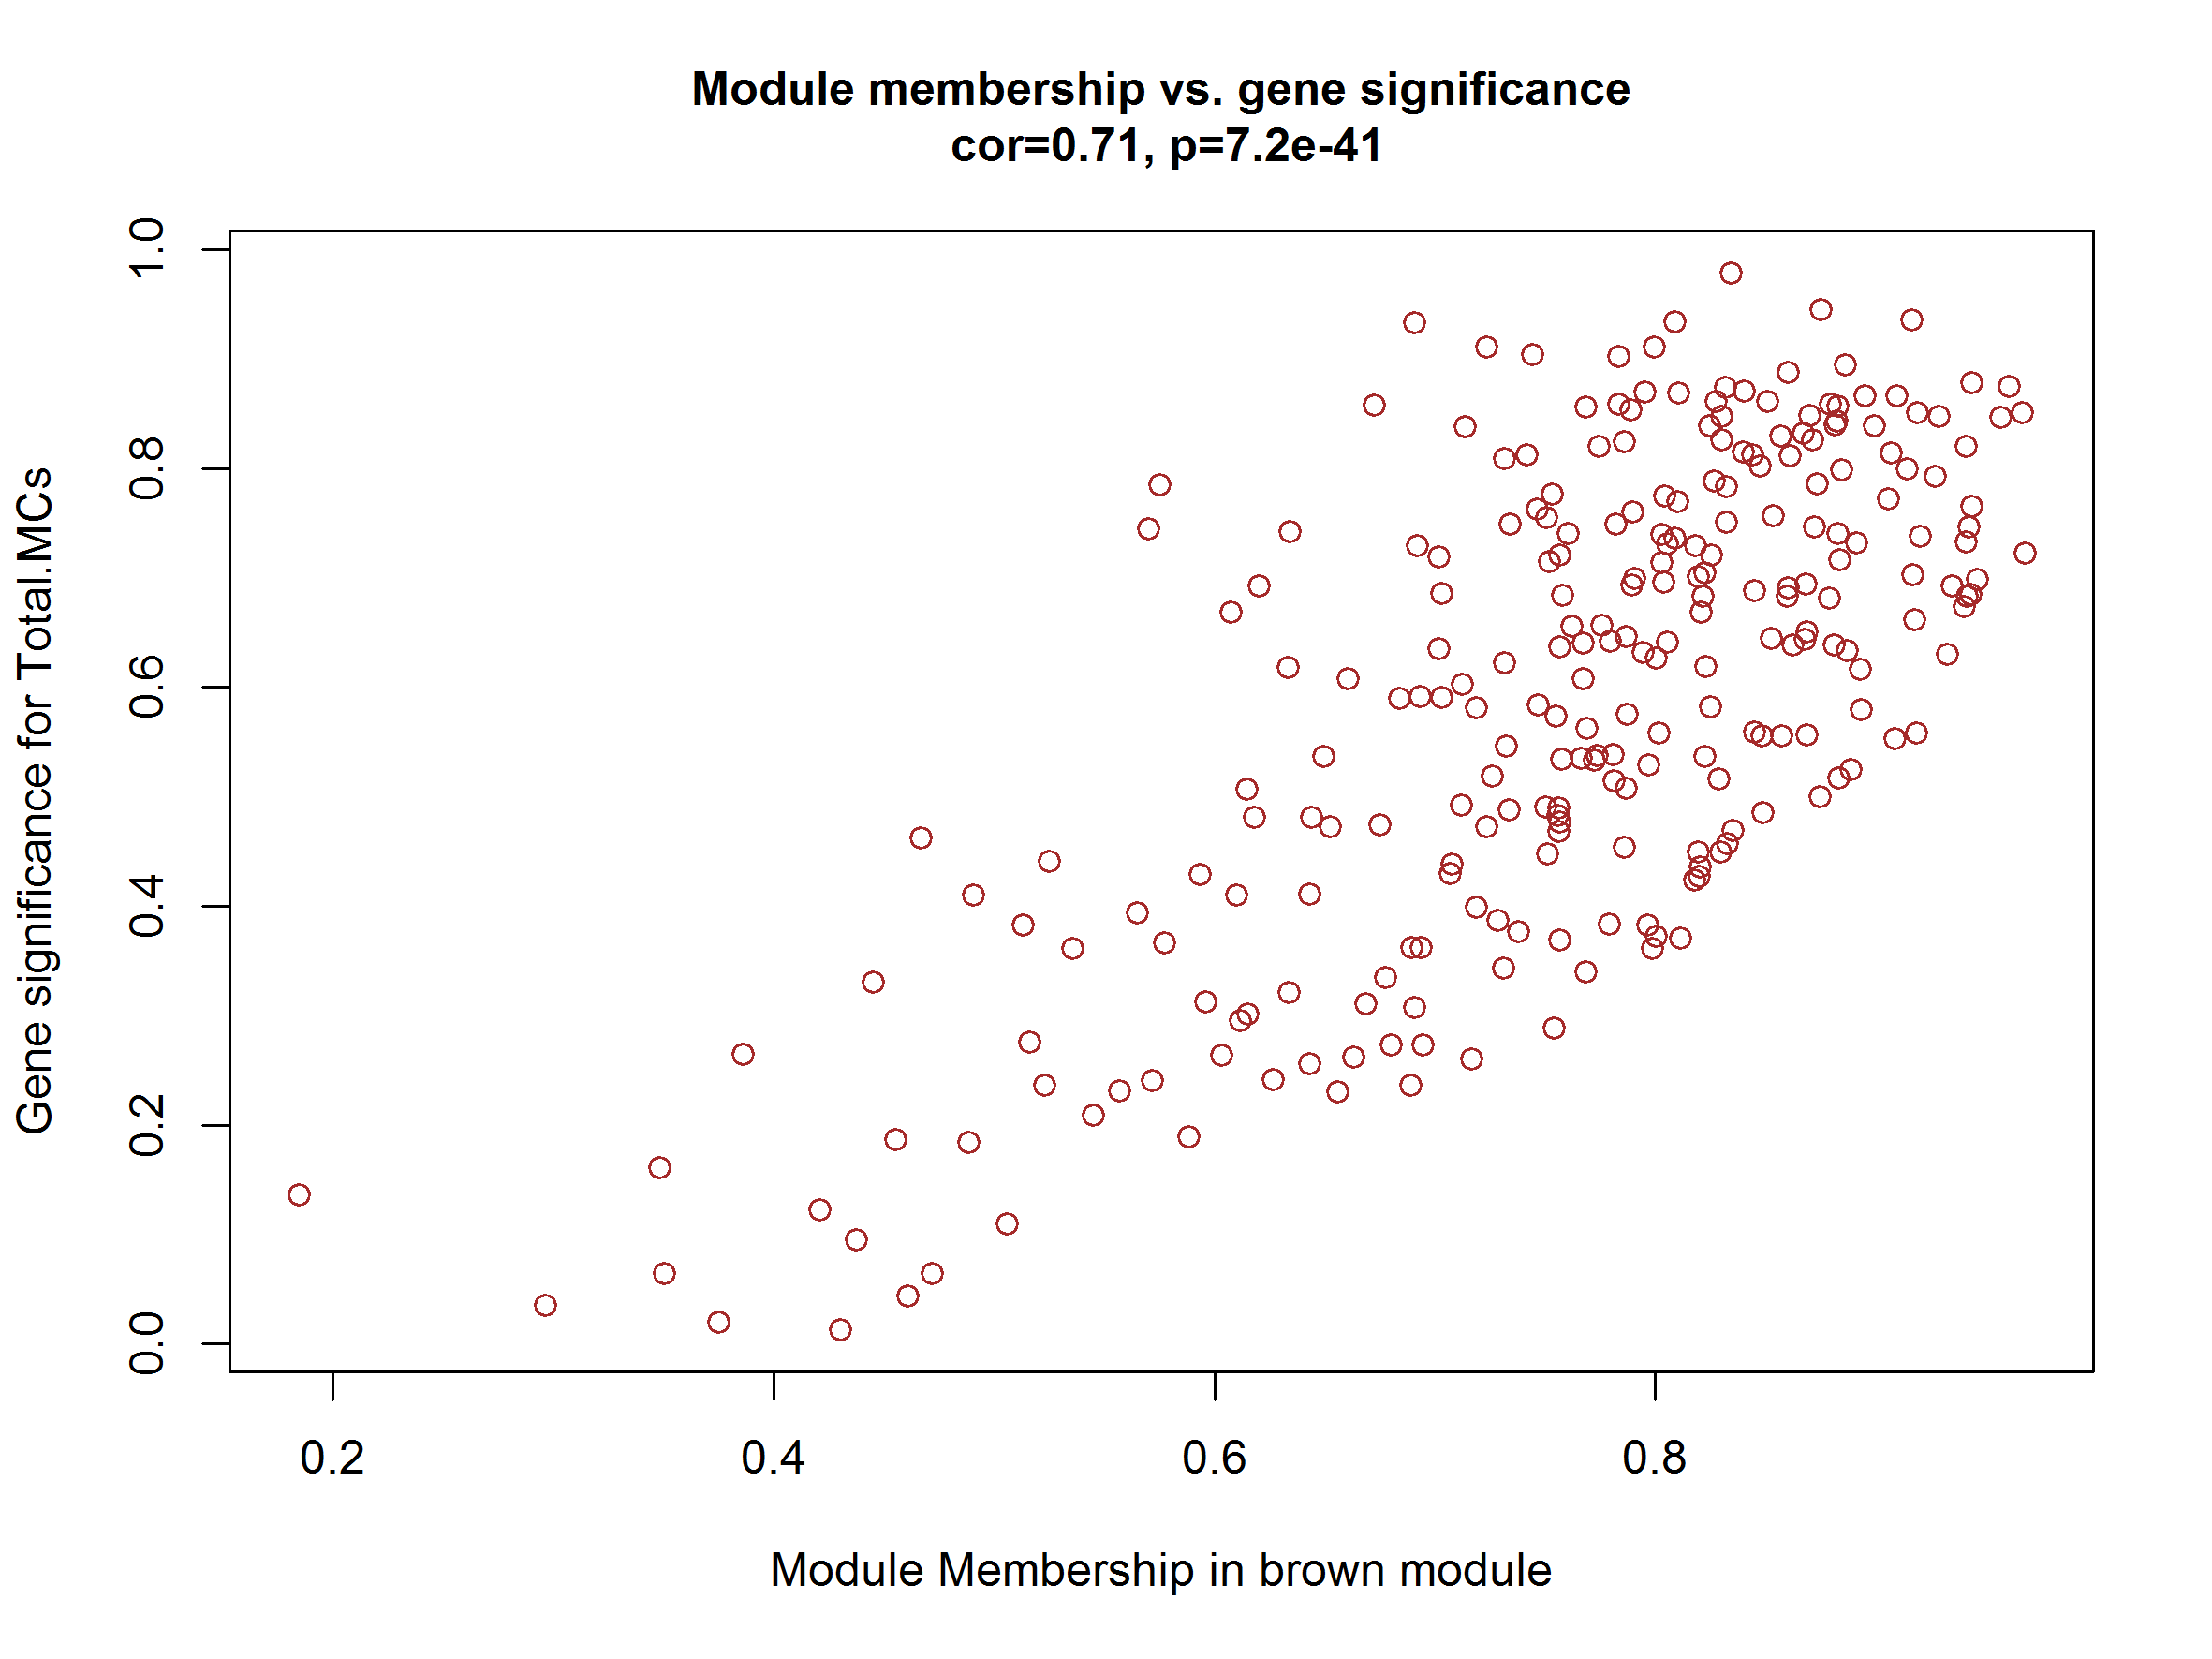 Module membership vs. gene significance
cor=0.71, p=7.2e-41
Gene significance for Total.MCs
1.0
0.8
0.6
0.4
0.2
0.0
0.2 0.4 0.6 0.8
Module Membership in brown module